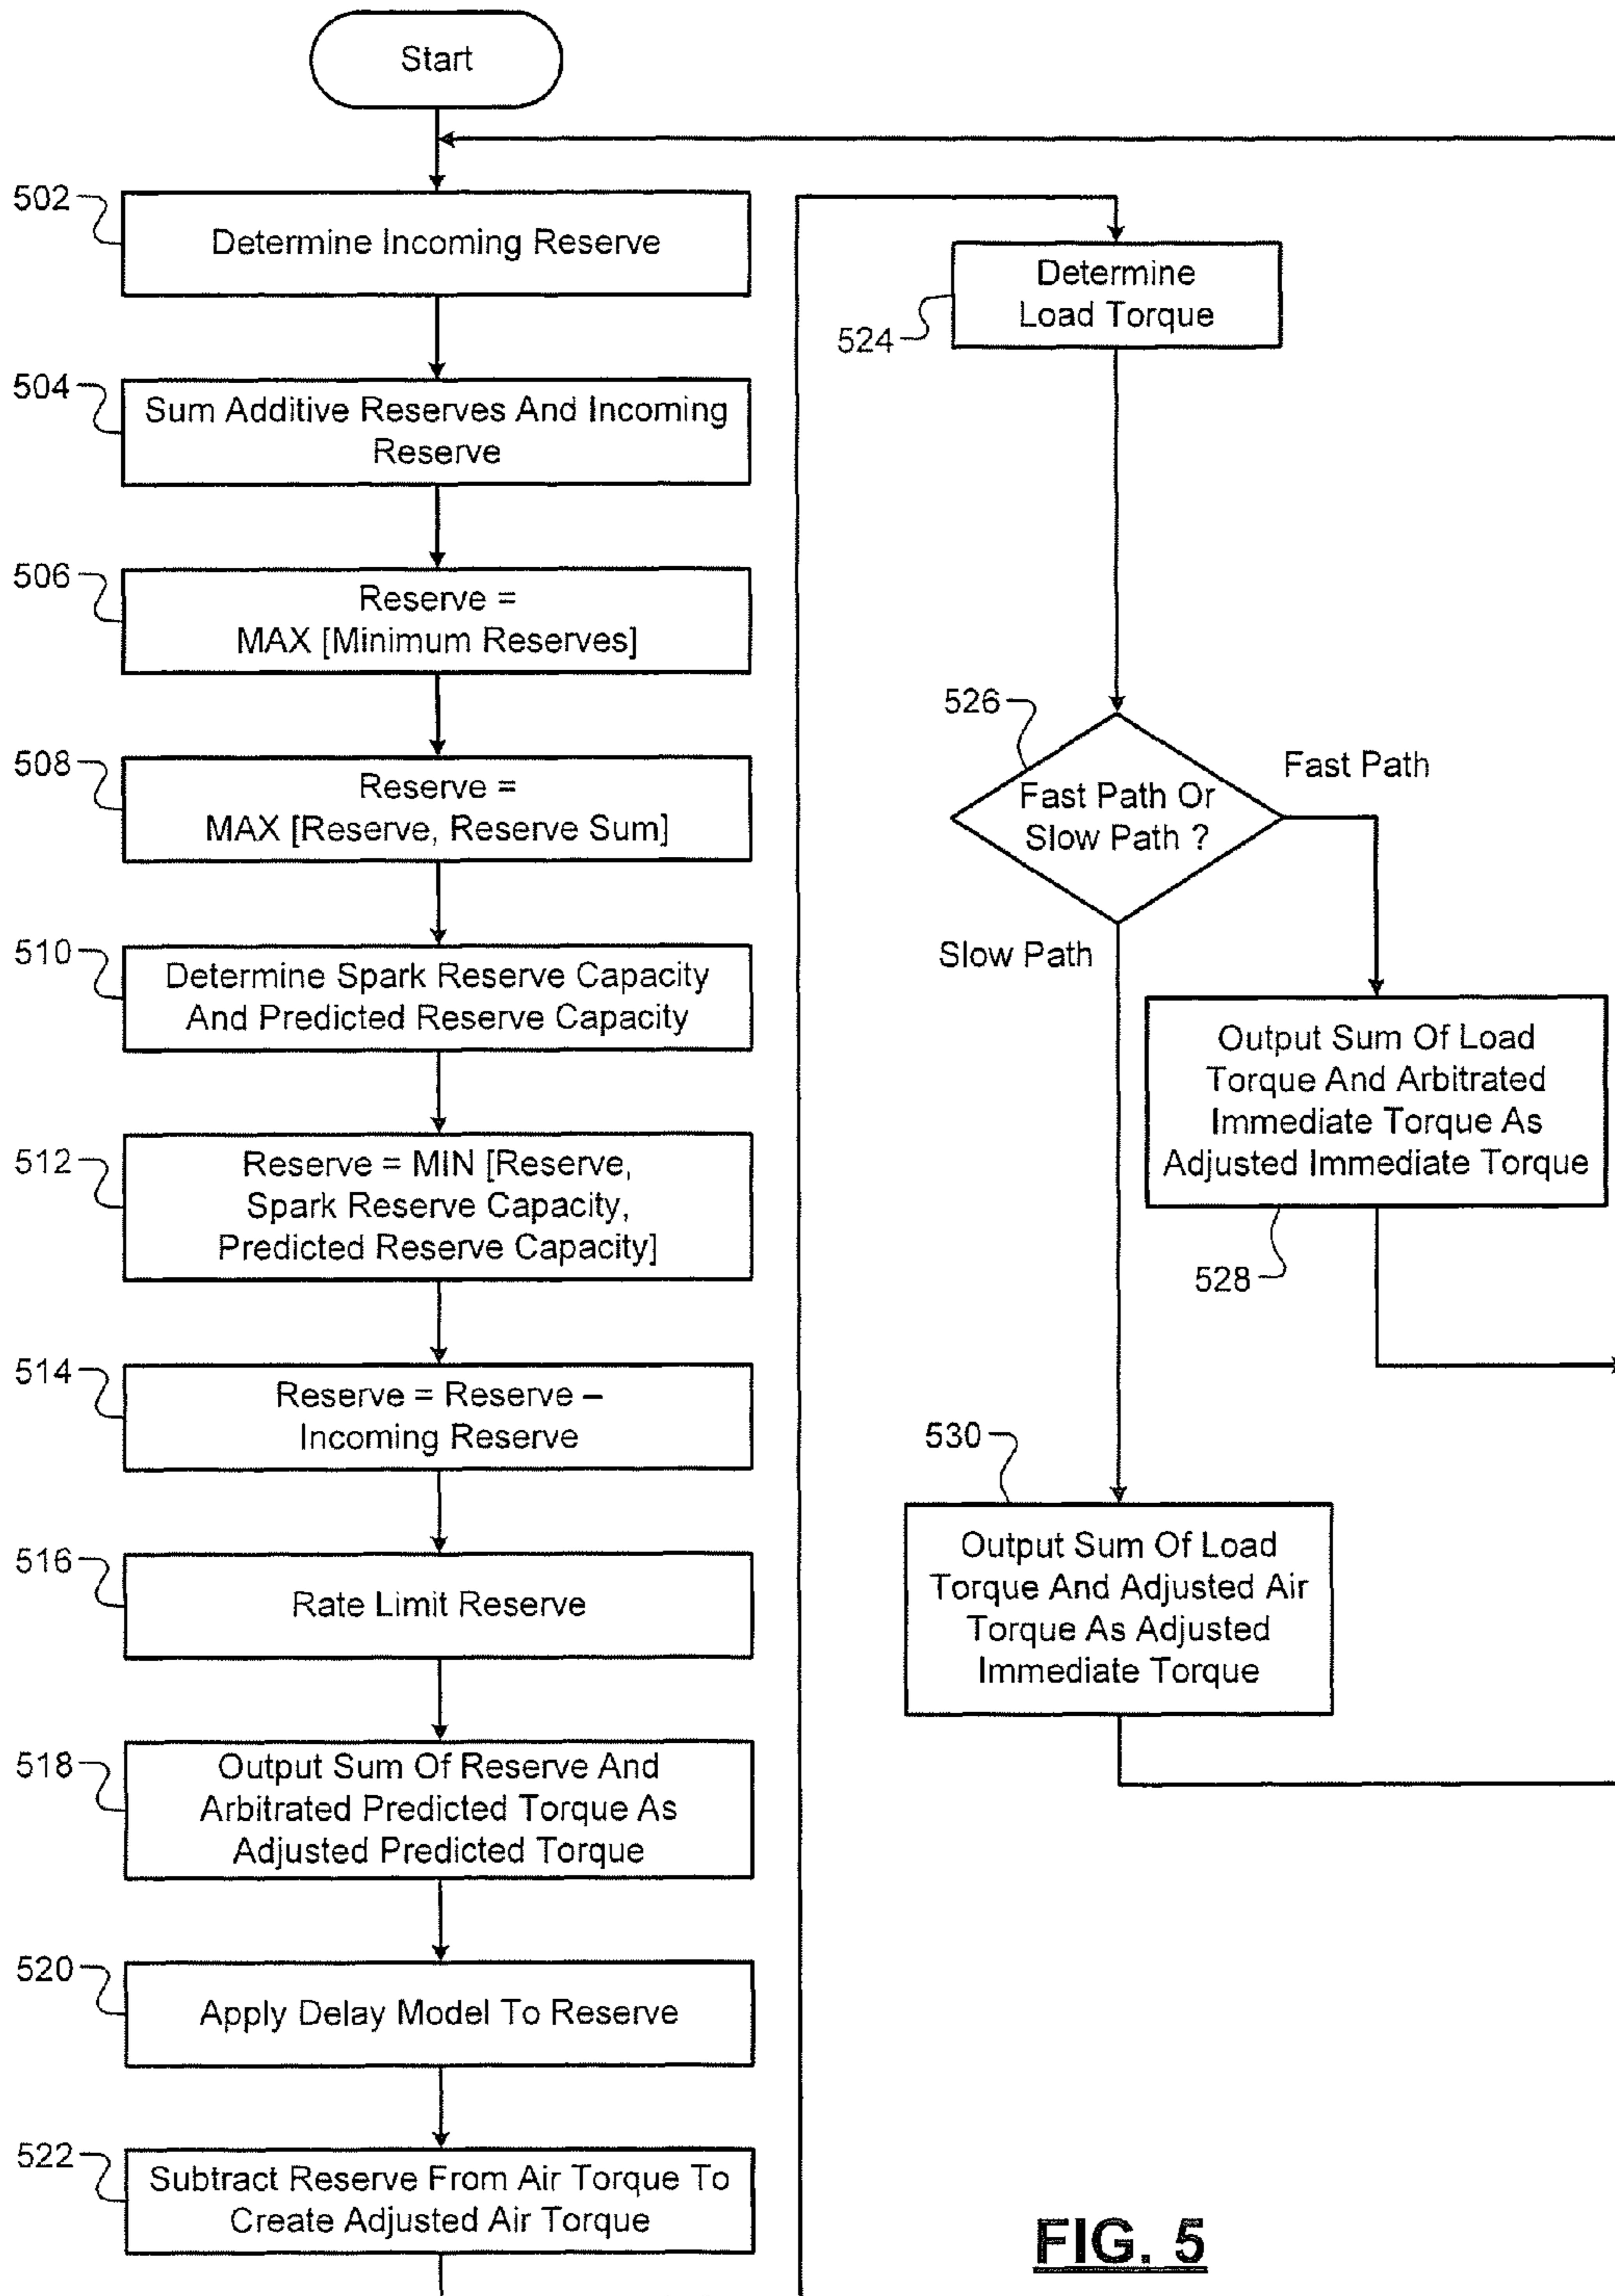 Start
502
Determine Incoming Reserve
504
Sum Additive Reserves And Incoming
Reserve
506
Reserve =
MAX [Minimum Reserves]
508
Reserve =
MAX [Reserve, Reserve Sum]
510
Determine Spark Reserve Capacity
And Predicted Reserve Capacity
512
Reserve = MIN [Reserve,
Spark Reserve Capacity,
Predicted Reserve Capacity]
514
Reserve = Reserve –
Incoming Reserve
516
Rate Limit Reserve
518
Output Sum Of Reserve And
Arbitrated Predicted Torque As
Adjusted Predicted Torque
520
Apply Delay Model To Reserve
522
Subtract Reserve From Air Torque To
Create Adjusted Air Torque
Determine
Load Torque
524
526
Fast Path Or
Slow Path ?
Fast Path
Slow Path
Output Sum Of Load
Torque And Arbitrated
Immediate Torque As
Adjusted Immediate Torque
528
530
Output Sum Of Load
Torque And Adjusted Air
Torque As Adjusted
Immediate Torque
FIG. 5